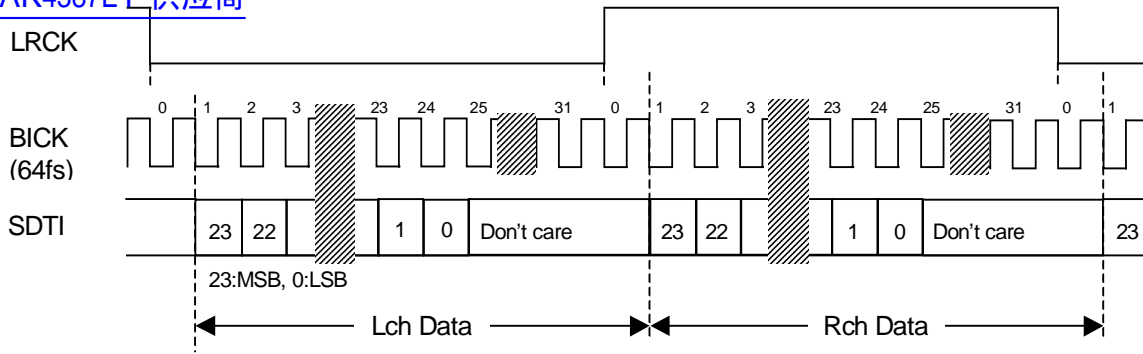 LRCK
0 1 2 3 23 24 25 31 0 1 2 3 23 24 25 31 0 1
BICK
(64fs)
SDTI
23 22 1 0 Don't care 23 22 1 0 Don't care 23
23:MSB, 0:LSB
Lch Data Rch Data